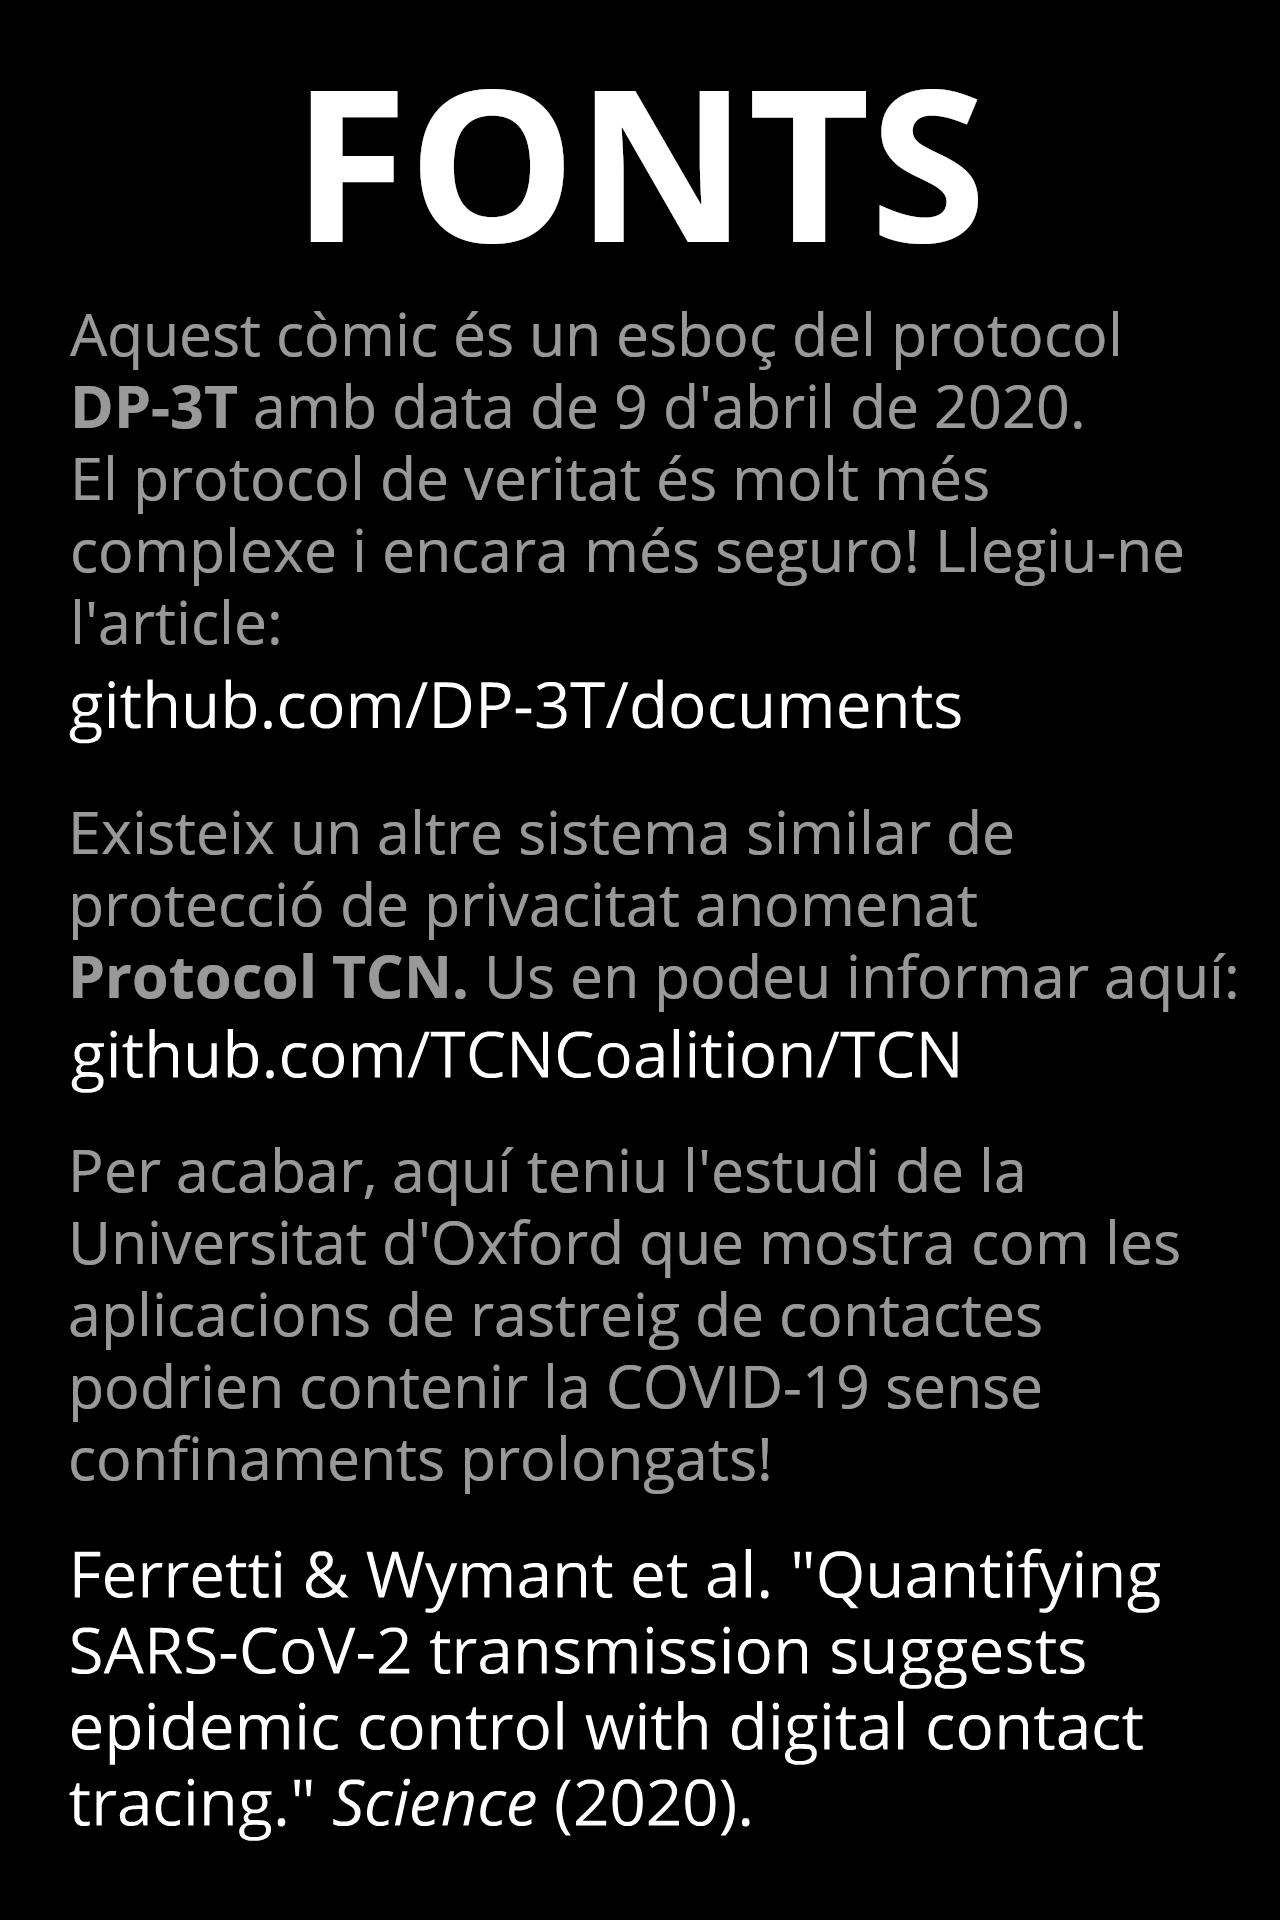 FONTS
Aquest còmic és un esboç del protocol
DP-3T amb data de 9 d'abril de 2020.
El protocol de veritat és molt més
complexe i encara més seguro! Llegiu-ne
l'article:
github.com/DP-3T/documents
Existeix un altre sistema similar de
protecció de privacitat anomenat
Protocol TCN. Us en podeu informar aquí:
github.com/TCNCoalition/TCN
Per acabar, aquí teniu l'estudi de la
Universitat d'Oxford que mostra com les
aplicacions de rastreig de contactes
podrien contenir la COVID-19 sense
confinaments prolongats!
Ferretti & Wymant et al. "Quantifying
SARS-CoV-2 transmission suggests
epidemic control with digital contact
tracing." Science (2020).